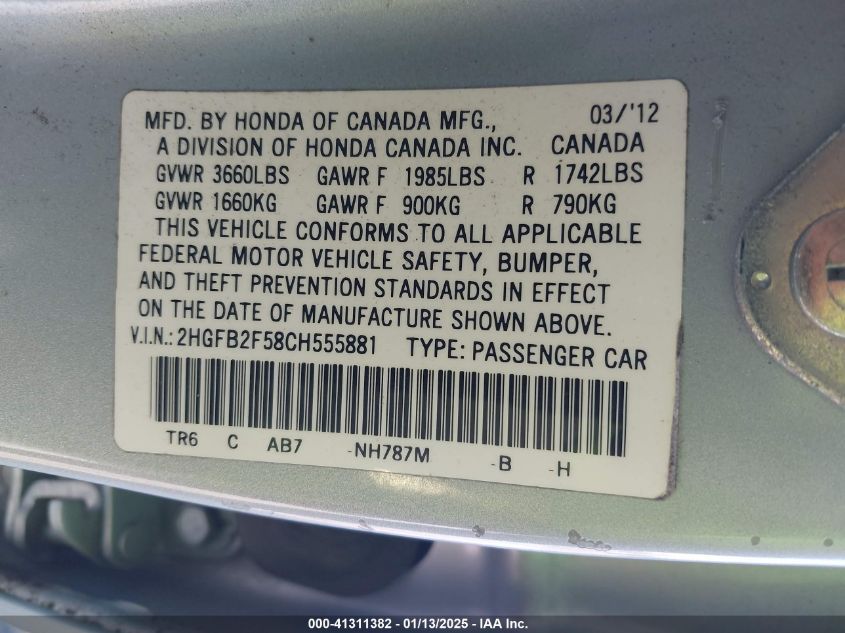 MFD. BY HONDA OF CANADA MFG., 03/'12
A DIVISION OF HONDA CANADA INC. CANADA
GVWR 3660LBS GAWR F 1985LBS R 1742LBS
GVWR 1660KG GAWR F 900KG R 790KG
THIS VEHICLE CONFORMS TO ALL APPLICABLE
FEDERAL MOTOR VEHICLE SAFETY, BUMPER,
AND THEFT PREVENTION STANDARDS IN EFFECT
ON THE DATE OF MANUFACTURE SHOWN ABOVE.
V.I.N.: 2HGFB2F58CH555881 TYPE: PASSENGER CAR
TR6 C AB7 -NH787M -B -H
000-41311382 - 01/13/2025 - IAA Inc.